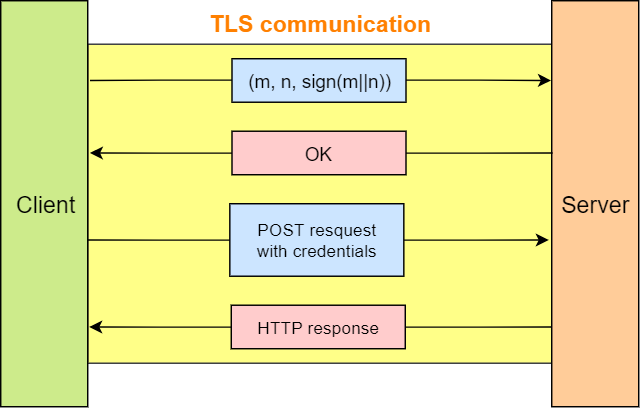 TLS communication
(m, n, sign(m||n))
OK
Client
Server
POST resquest
with credentials
HTTP response